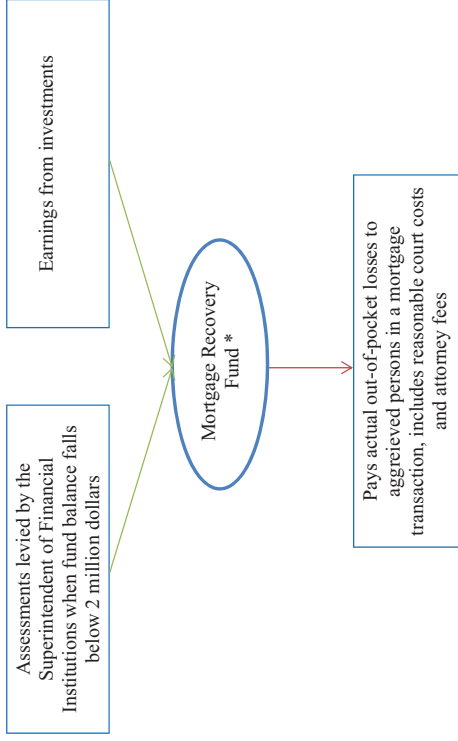 Assessments levied by the
Superintendent of Financial
Institutions when fund balance falls
below 2 million dollars
Earnings from investments
Mortgage Recovery
Fund *
Pays actual out-of-pocket losses to
aggreieved persons in a mortgage
transaction, includes reasonable court costs
and attorney fees